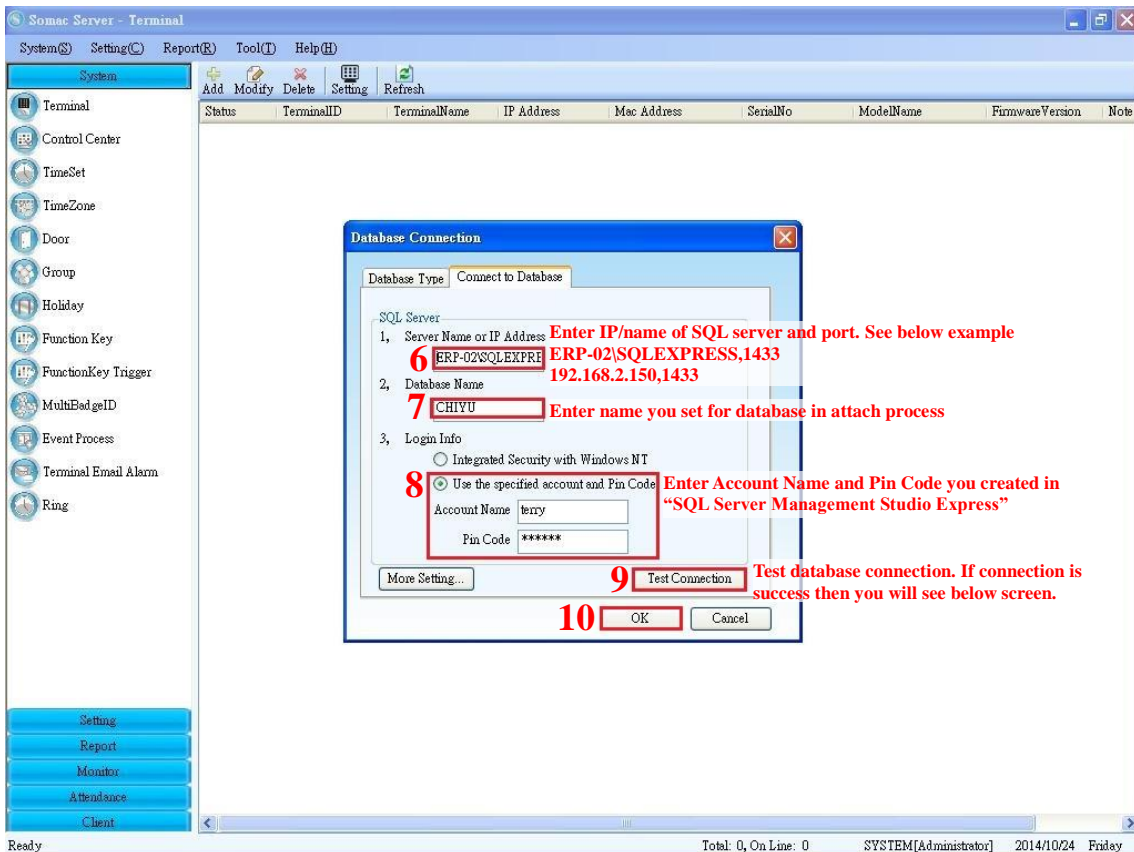 Somac Server - Terminal
System(S) Setting(C) Report(R) Tool(T) Help(H)
System
Add Modify Delete Setting Refresh
Status TerminalID TerminalName IP Address Mac Address SerialNo ModelName FirmwareVersion Note
Terminal
Control Center
TimeSet
TimeZone
Door
Group
Holiday
Function Key
FunctionKey Trigger
MultiBadgeID
Event Process
Terminal Email Alarm
Ring
Setting
Report
Monitor
Attendance
Client
Database Connection
Database Type Connect to Database
SQL Server
1, Server Name or IP Address
6 ERP-02\SQLEXPRE
Enter IP/name of SQL server and port. See below example
ERP-02\SQLEXPRESS,1433
192.168.2.150,1433
2, Database Name
7 CHIYU
Enter name you set for database in attach process
3, Login Info
Integrated Security with Windows NT
8 Use the specified account and Pin Code
Account Name terry
Pin Code ******
Enter Account Name and Pin Code you created in
“SQL Server Management Studio Express”
More Setting... 9 Test Connection
Test database connection. If connection is
success then you will see below screen.
10 OK Cancel
Ready Total: 0, On Line: 0 SYSTEM[Administrator] 2014/10/24 Friday